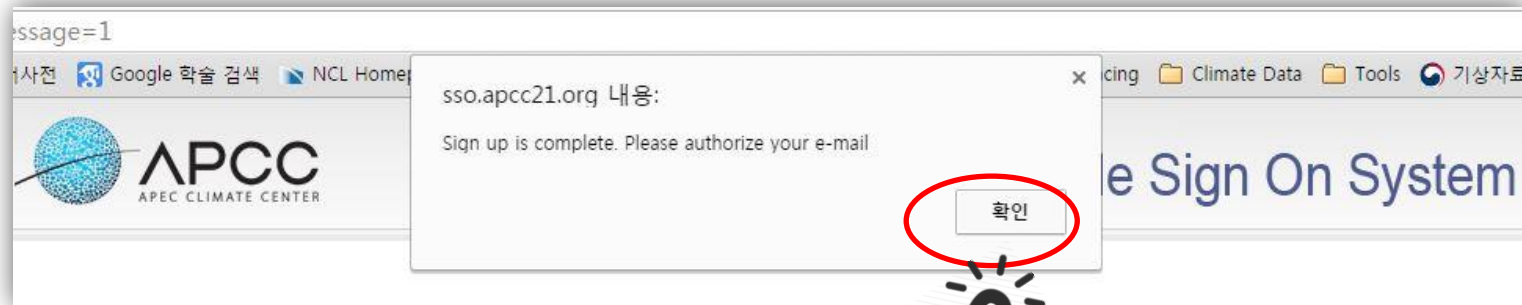 essage=1
사전 Google 학술 검색 NCL Home cing Climate Data Tools 기상자료
sso.apcc21.org 내용:
Sign up is complete. Please authorize your e-mail
확인
APCC
APEC CLIMATE CENTER
e Sign On System